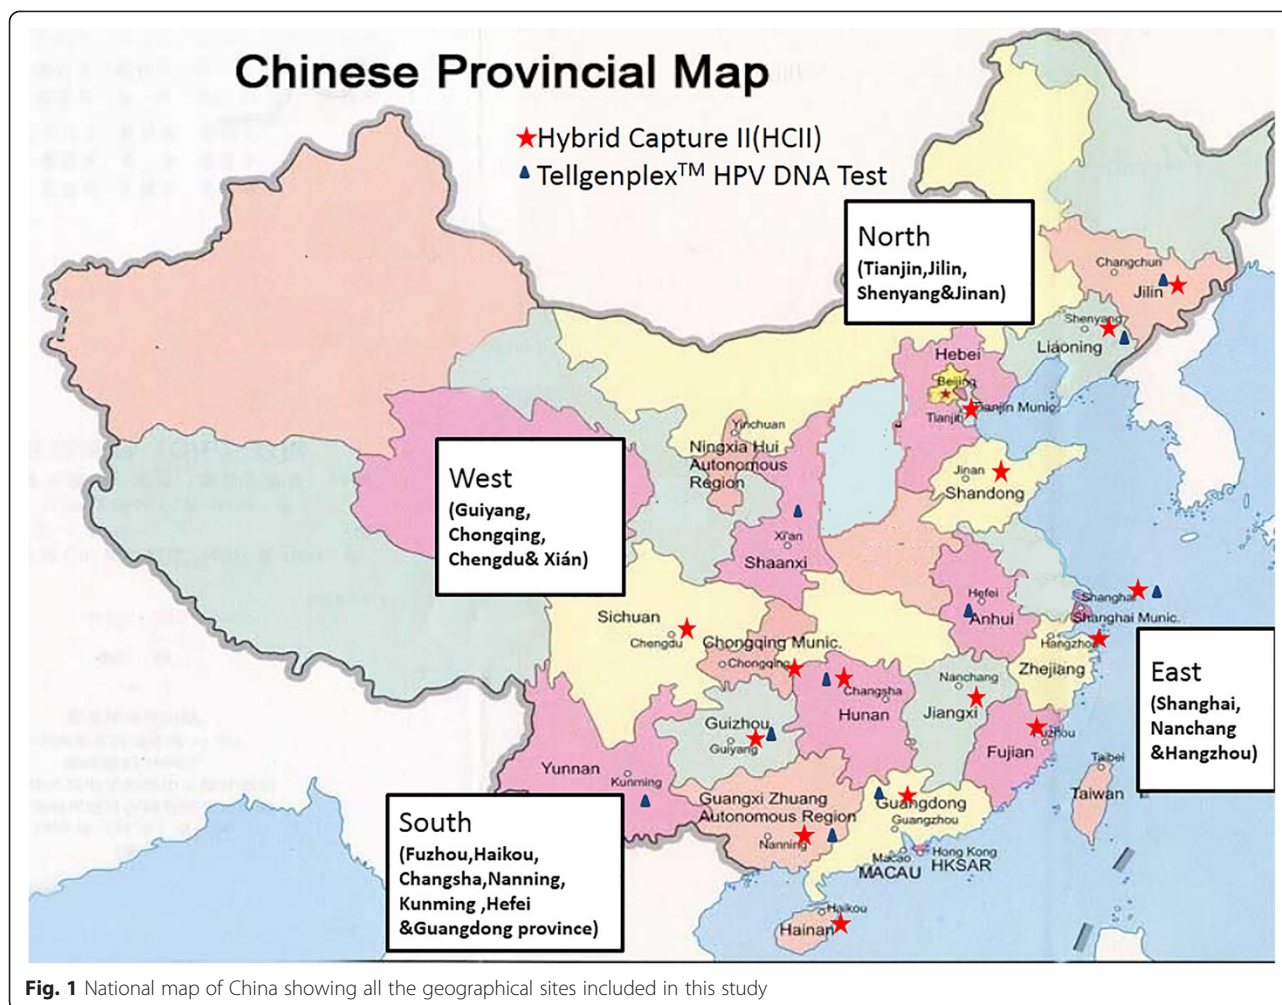 Chinese Provincial Map
Hybrid Capture II(HCII)
Tellgenplex™ HPV DNA Test
North
(Tianjin,Jilin,
Shenyang&Jinan)
Changchun
Jilin
Shenyang
Liaoning
Hebei
Beijing
Tianjin Munic.
Tianjin
Yinchuan
Ningxia Hui
Autonomous
Region
Jinan
Shandong
West
(Guiyang,
Chongqing,
Chengdu& Xián)
Xi'an
Shaanxi
Hefei
Anhui
Shanghai
Shanghai Munic.
Hangzhou
Zhejiang
Sichuan
Chengdu
Chongqing Munic.
Chongqing
Changsha
Hunan
Nanchang
Jiangxi
East
(Shanghai,
Nanchang
&Hangzhou)
Guizhou
Guiyang
Fuzhou
Fujian
Yunnan
Kunming
Taibei
Taiwan
Guangxi Zhuang
Autonomous Region
Nanning
Guangdong
Guangzhou
Macao
MACAU
Hong Kong
HKSAR
South
(Fuzhou,Haikou,
Changsha,Nanning,
Kunming ,Hefei
&Guangdong province)
Haikou
Hainan
Fig. 1 National map of China showing all the geographical sites included in this study